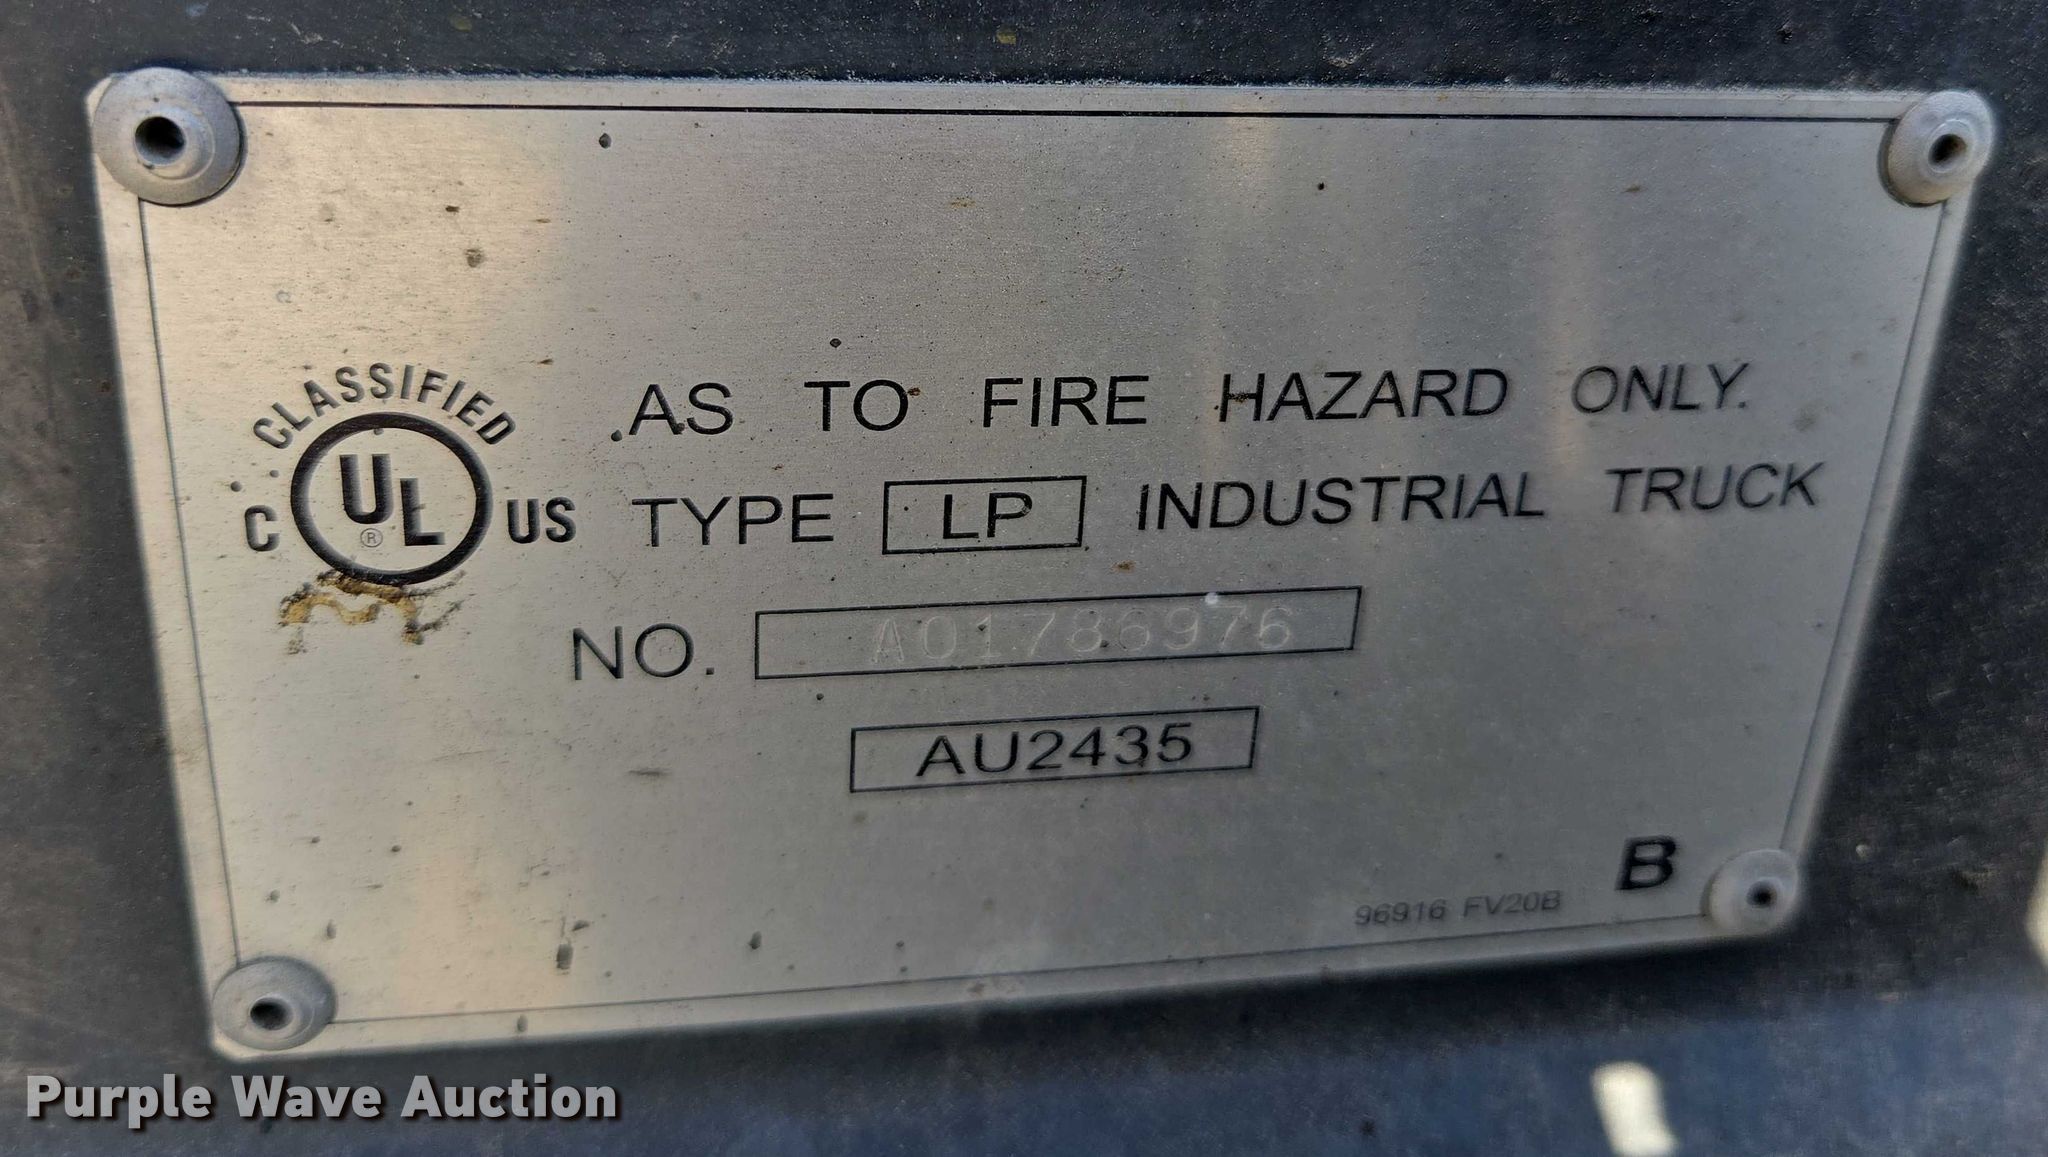 CLASSIFIED
C UL® US
AS TO FIRE HAZARD ONLY.
TYPE LP INDUSTRIAL TRUCK
NO. A01786976
AU2435
B
96916 FV20B
Purple Wave Auction